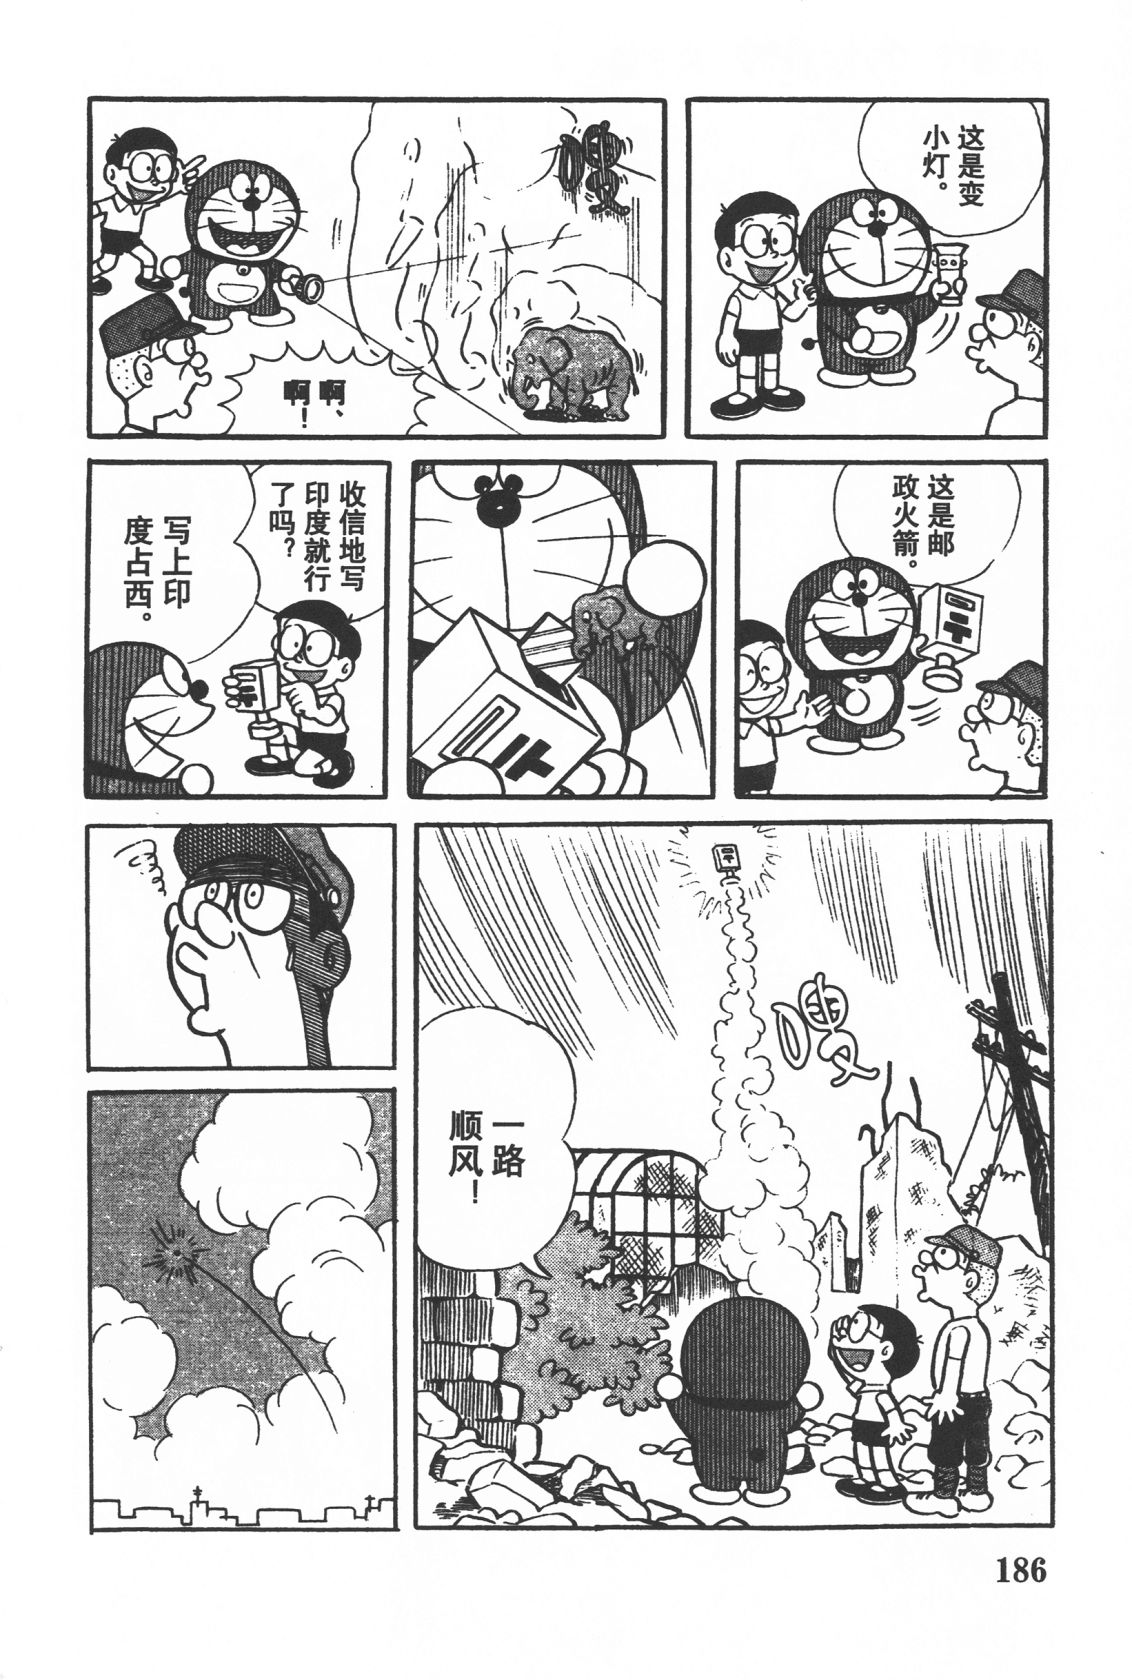 这是变
小灯。
嗖
啊、
啊！
这是邮
政火箭。
收信地写
印度就行
了吗？
写上印
度占西。
嗖
一路
顺风！
186